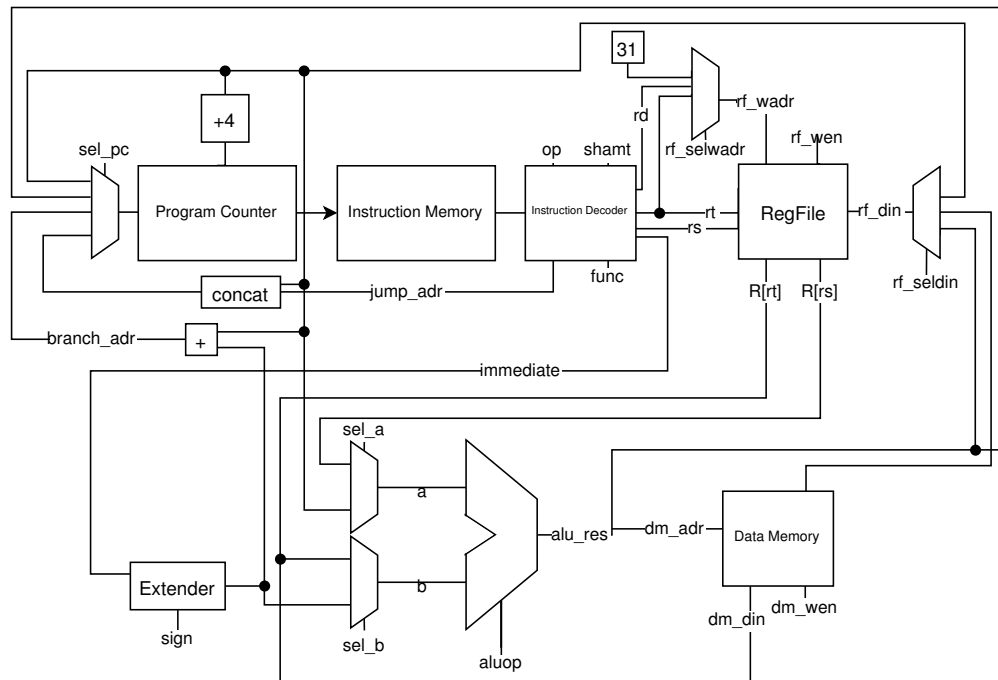 31
+4
rd
rf_wadr
sel_pc
op
shamt
rf_selwadr
rf_wen
Program Counter
Instruction Memory
Instruction Decoder
rt
rs
RegFile
rf_din
func
rf_seldin
concat
jump_adr
R[rt]
R[rs]
branch_adr
+
immediate
sel_a
a
alu_res
dm_adr
Data Memory
Extender
b
sign
sel_b
aluop
dm_din
dm_wen